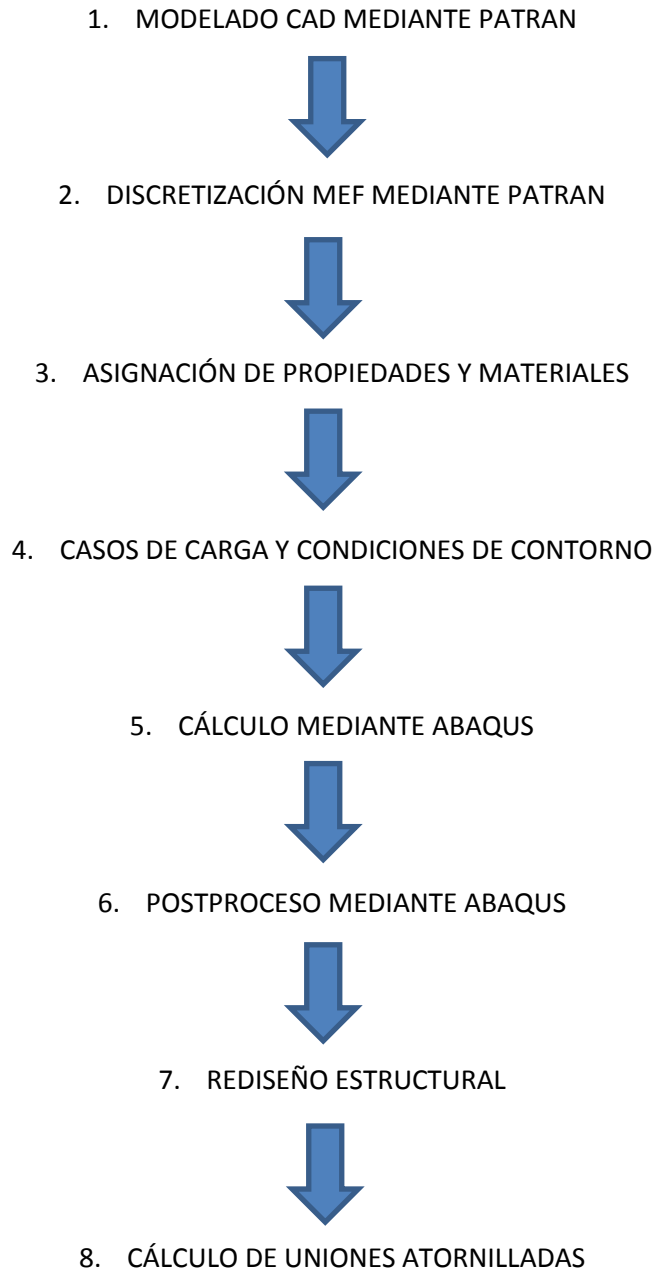 1. MODELADO CAD MEDIANTE PATRAN
2. DISCRETIZACIÓN MEF MEDIANTE PATRAN
3. ASIGNACIÓN DE PROPIEDADES Y MATERIALES
4. CASOS DE CARGA Y CONDICIONES DE CONTORNO
5. CÁLCULO MEDIANTE ABAQUS
6. POSTPROCESO MEDIANTE ABAQUS
7. REDISEÑO ESTRUCTURAL
8. CÁLCULO DE UNIONES ATORNILLADAS